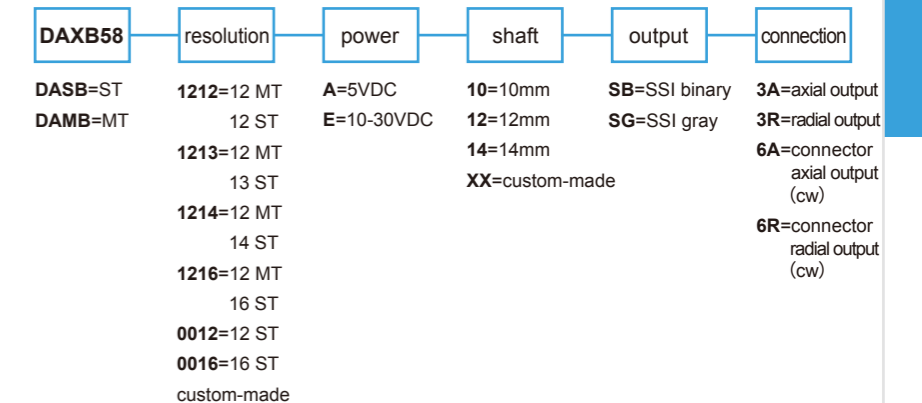 DAXB58 resolution power shaft output connection
DASB=ST 1212=12 MT A=5VDC 10=10mm SB=SSI binary 3A=axial output
DAMB=MT 12 ST E=10-30VDC 12=12mm SG=SSI gray 3R=radial output
1213=12 MT 14=14mm 6A=connector
13 ST XX=custom-made axial output
(cw)
1214=12 MT 6R=connector
14 ST radial output
(cw)
1216=12 MT
16 ST
0012=12 ST
0016=16 ST
custom-made